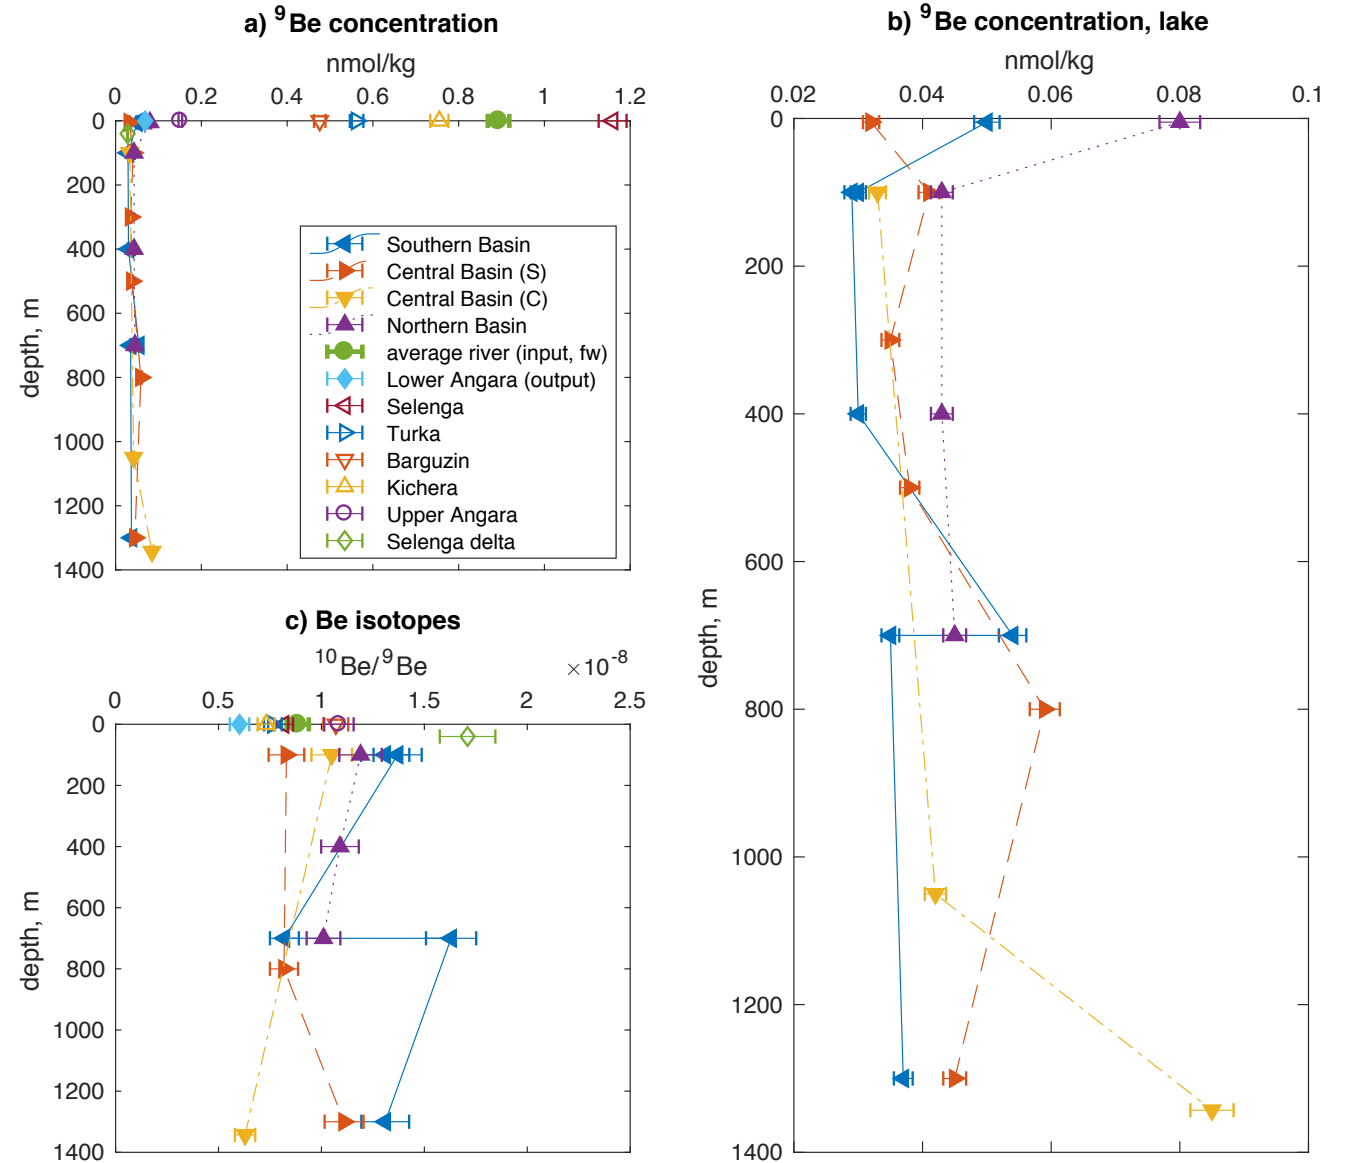 a) ⁹Be concentration
nmol/kg
0 0.2 0.4 0.6 0.8 1 1.2
0
200
400
600
800
1000
1200
1400
depth, m
Southern Basin
Central Basin (S)
Central Basin (C)
Northern Basin
average river (input, fw)
Lower Angara (output)
Selenga
Turka
Barguzin
Kichera
Upper Angara
Selenga delta
c) Be isotopes
¹⁰Be/⁹Be
×10⁻⁸
0 0.5 1 1.5 2 2.5
0
200
400
600
800
1000
1200
1400
depth, m
b) ⁹Be concentration, lake
nmol/kg
0.02 0.04 0.06 0.08 0.1
0
200
400
600
800
1000
1200
1400
depth, m